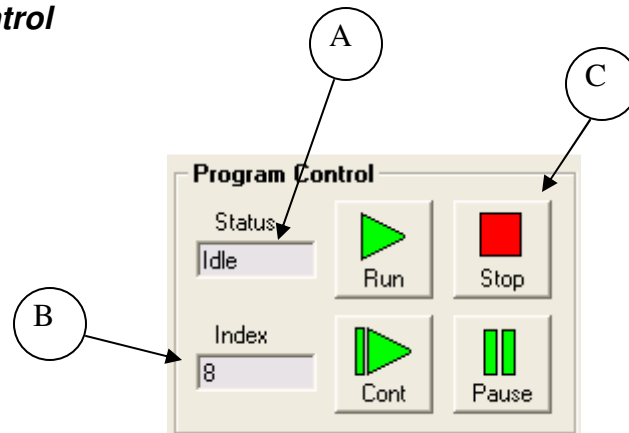 ntrol
A
C
Program Control
Status
Idle
Run
Stop
B
Index
8
Cont
Pause